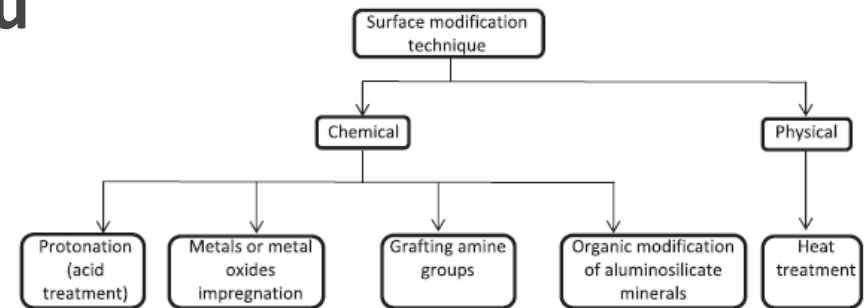 u
Surface modification
technique
Chemical
Physical
Protonation
(acid
treatment)
Metals or metal
oxides
impregnation
Grafting amine
groups
Organic modification
of aluminosilicate
minerals
Heat
treatment